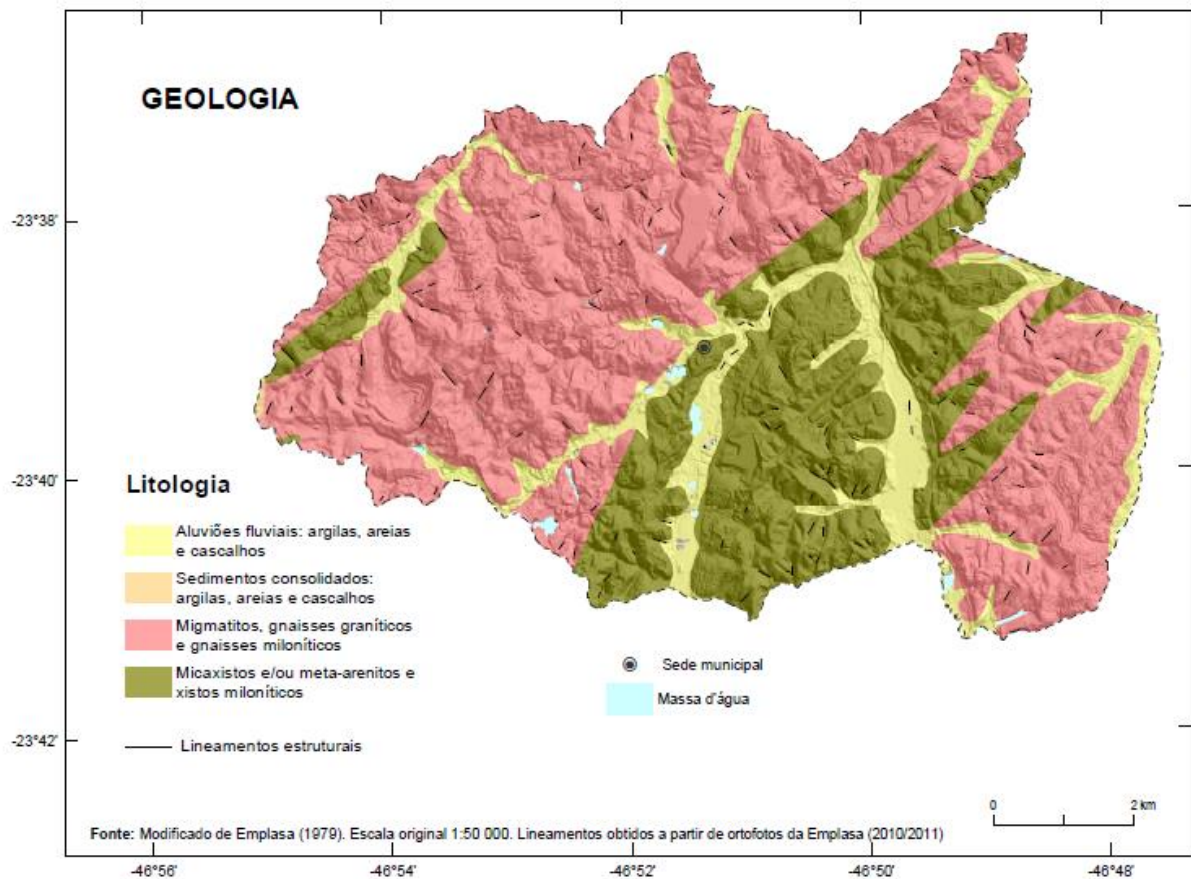 GEOLOGIA
-23°38'
-23°40'
-23°42'
Litologia
Aluviões fluviais: argilas, areias
e cascalhos
Sedimentos consolidados:
argilas, areias e cascalhos
Migmatitos, gnaisses graníticos
e gnaisses miloníticos
Micaxistos e/ou meta-arenitos e
xistos miloníticos
Lineamentos estruturais
Sede municipal
Massa d'água
0 2 km
Fonte: Modificado de Emplasa (1979). Escala original 1:50 000. Lineamentos obtidos a partir de ortofotos da Emplasa (2010/2011)
-46°56' -46°54' -46°52' -46°50' -46°48'